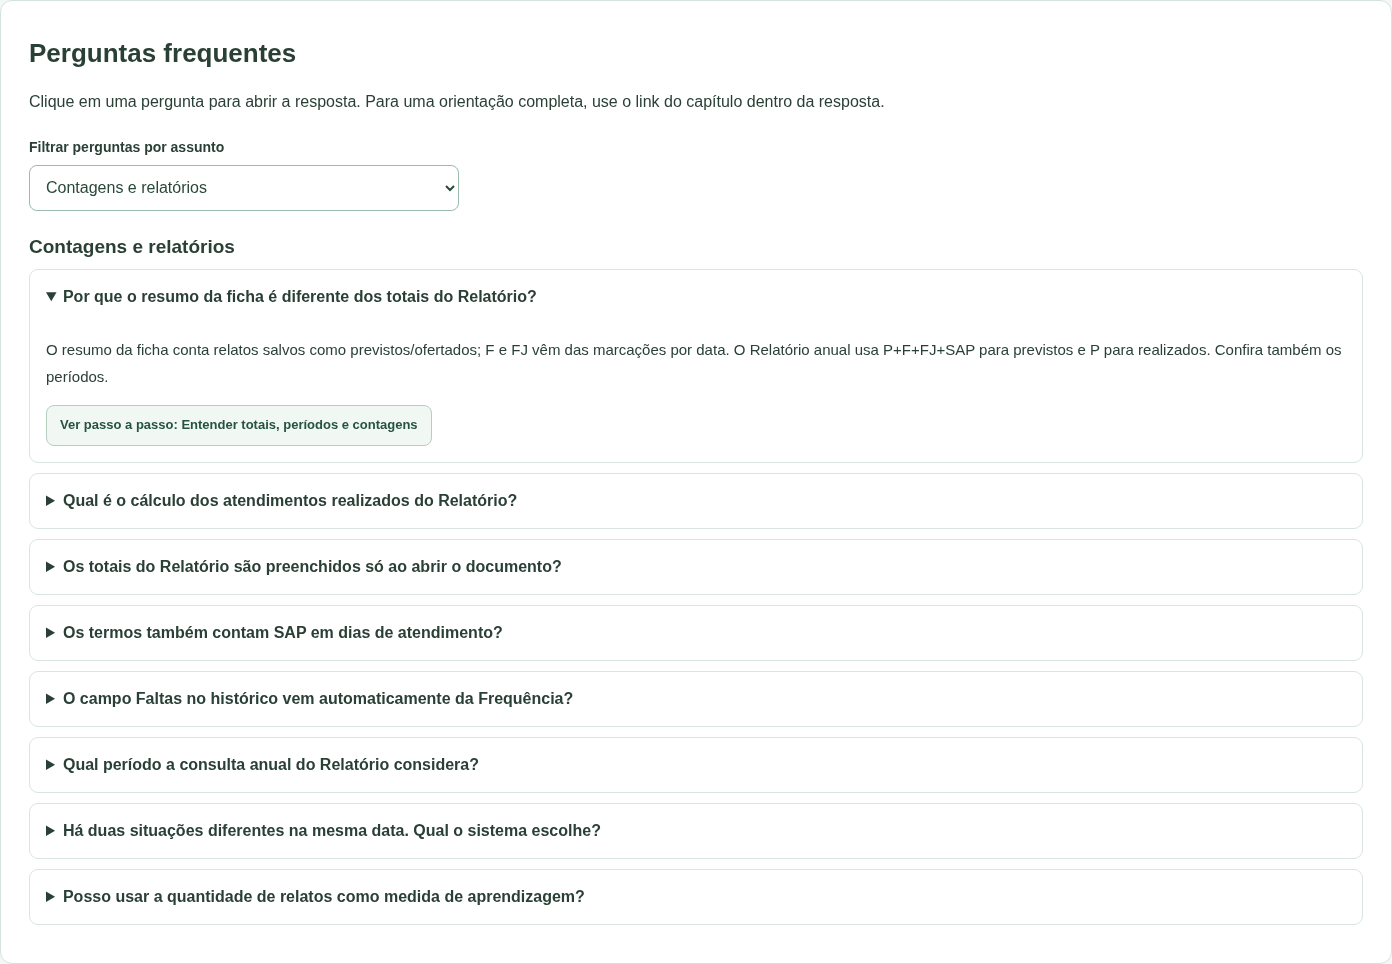 Perguntas frequentes
Clique em uma pergunta para abrir a resposta. Para uma orientação completa, use o link do capítulo dentro da resposta.
Filtrar perguntas por assunto
Contagens e relatórios
Contagens e relatórios
Por que o resumo da ficha é diferente dos totais do Relatório?
O resumo da ficha conta relatos salvos como previstos/ofertados; F e FJ vêm das marcações por data. O Relatório anual usa P+F+FJ+SAP para previstos e P para realizados. Confira também os
períodos.
Ver passo a passo: Entender totais, períodos e contagens
Qual é o cálculo dos atendimentos realizados do Relatório?
Os totais do Relatório são preenchidos só ao abrir o documento?
Os termos também contam SAP em dias de atendimento?
O campo Faltas no histórico vem automaticamente da Frequência?
Qual período a consulta anual do Relatório considera?
Há duas situações diferentes na mesma data. Qual o sistema escolhe?
Posso usar a quantidade de relatos como medida de aprendizagem?